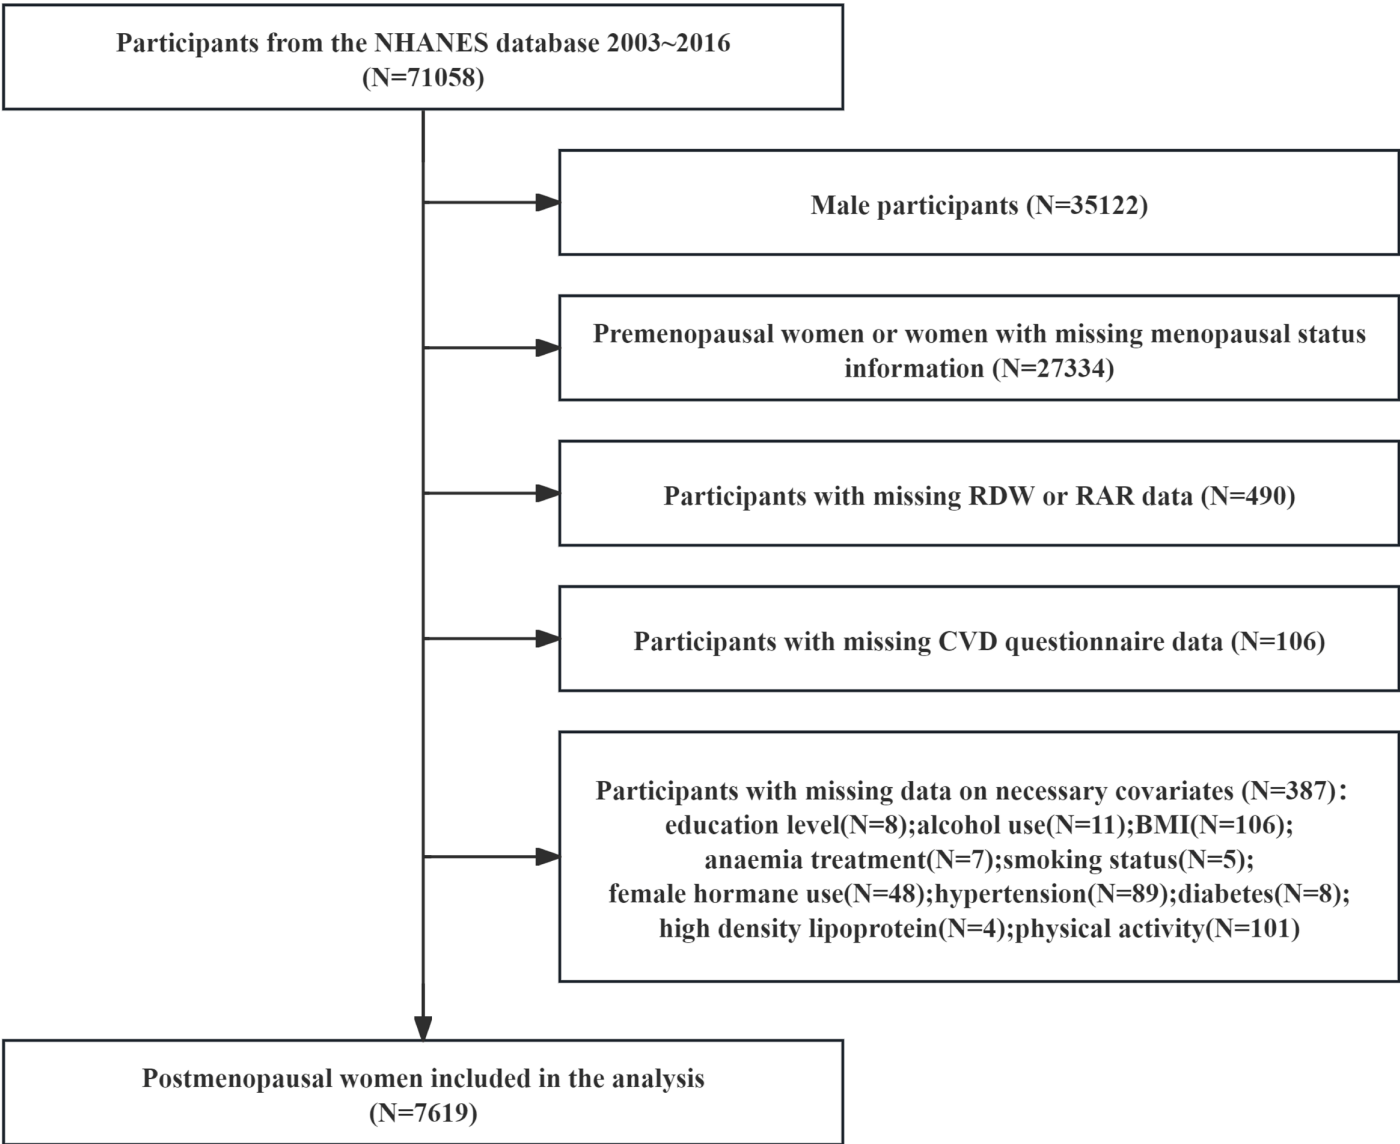 Participants from the NHANES database 2003~2016
(N=71058)
Male participants (N=35122)
Premenopausal women or women with missing menopausal status
information (N=27334)
Participants with missing RDW or RAR data (N=490)
Participants with missing CVD questionnaire data (N=106)
Participants with missing data on necessary covariates (N=387):
education level(N=8);alcohol use(N=11);BMI(N=106);
anaemia treatment(N=7);smoking status(N=5);
female hormane use(N=48);hypertension(N=89);diabetes(N=8);
high density lipoprotein(N=4);physical activity(N=101)
Postmenopausal women included in the analysis
(N=7619)